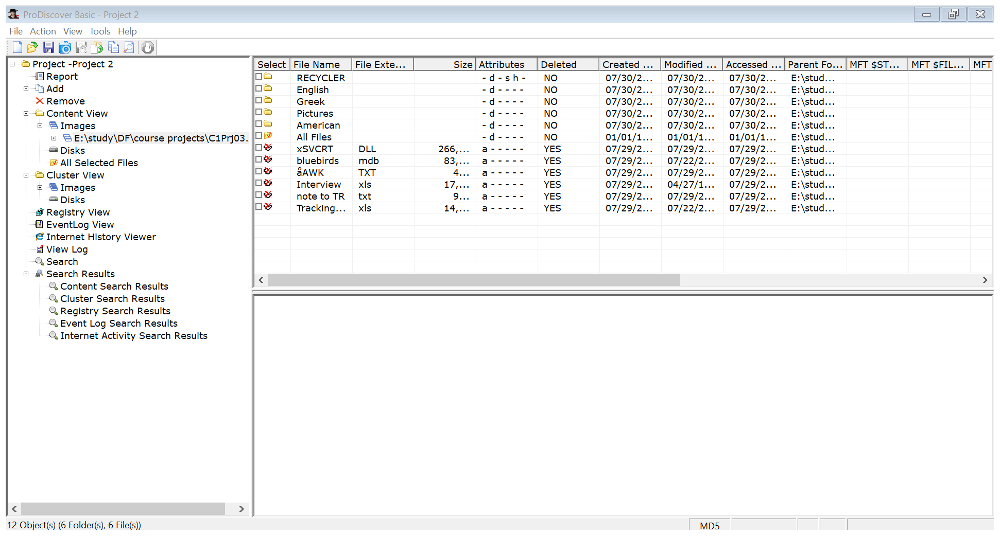 ProDiscover Basic - Project 2
File Action View Tools Help
Project -Project 2
Report
Add
Remove
Content View
Images
E:\study\DF\course projects\C1Prj03.
Disks
All Selected Files
Cluster View
Images
Disks
Registry View
EventLog View
Internet History Viewer
View Log
Search
Search Results
Content Search Results
Cluster Search Results
Registry Search Results
Event Log Search Results
Internet Activity Search Results
Select File Name File Exte... Size Attributes Deleted Created ... Modified ... Accessed ... Parent Fo... MFT $ST... MFT $FIL... MFT
RECYCLER - d - s h - NO 07/30/2... 07/30/2... 07/30/2... E:\stud...
English - d - - - - NO 07/30/2... 07/30/2... 07/30/2... E:\stud...
Greek - d - - - - NO 07/30/2... 07/30/2... 07/30/2... E:\stud...
Pictures - d - - - - NO 07/30/2... 07/30/2... 07/30/2... E:\stud...
American - d - - - - NO 07/30/2... 07/30/2... 07/30/2... E:\stud...
All Files - d - - - - NO 01/01/1... 01/01/1... 01/01/1... E:\stud...
xSVCRT DLL 266,... a - - - - - YES 07/29/2... 07/29/2... 07/29/2... E:\stud...
bluebirds mdb 83,... a - - - - - YES 07/29/2... 07/22/2... 07/29/2... E:\stud...
åAWK TXT 4... a - - - - - YES 07/29/2... 07/29/2... 07/29/2... E:\stud...
Interview xls 17,... a - - - - - YES 07/29/2... 04/27/1... 07/29/2... E:\stud...
note to TR txt 9... a - - - - - YES 07/29/2... 07/29/2... 07/29/2... E:\stud...
Tracking... xls 14,... a - - - - - YES 07/29/2... 07/22/2... 07/29/2... E:\stud...
12 Object(s) (6 Folder(s), 6 File(s)) MD5